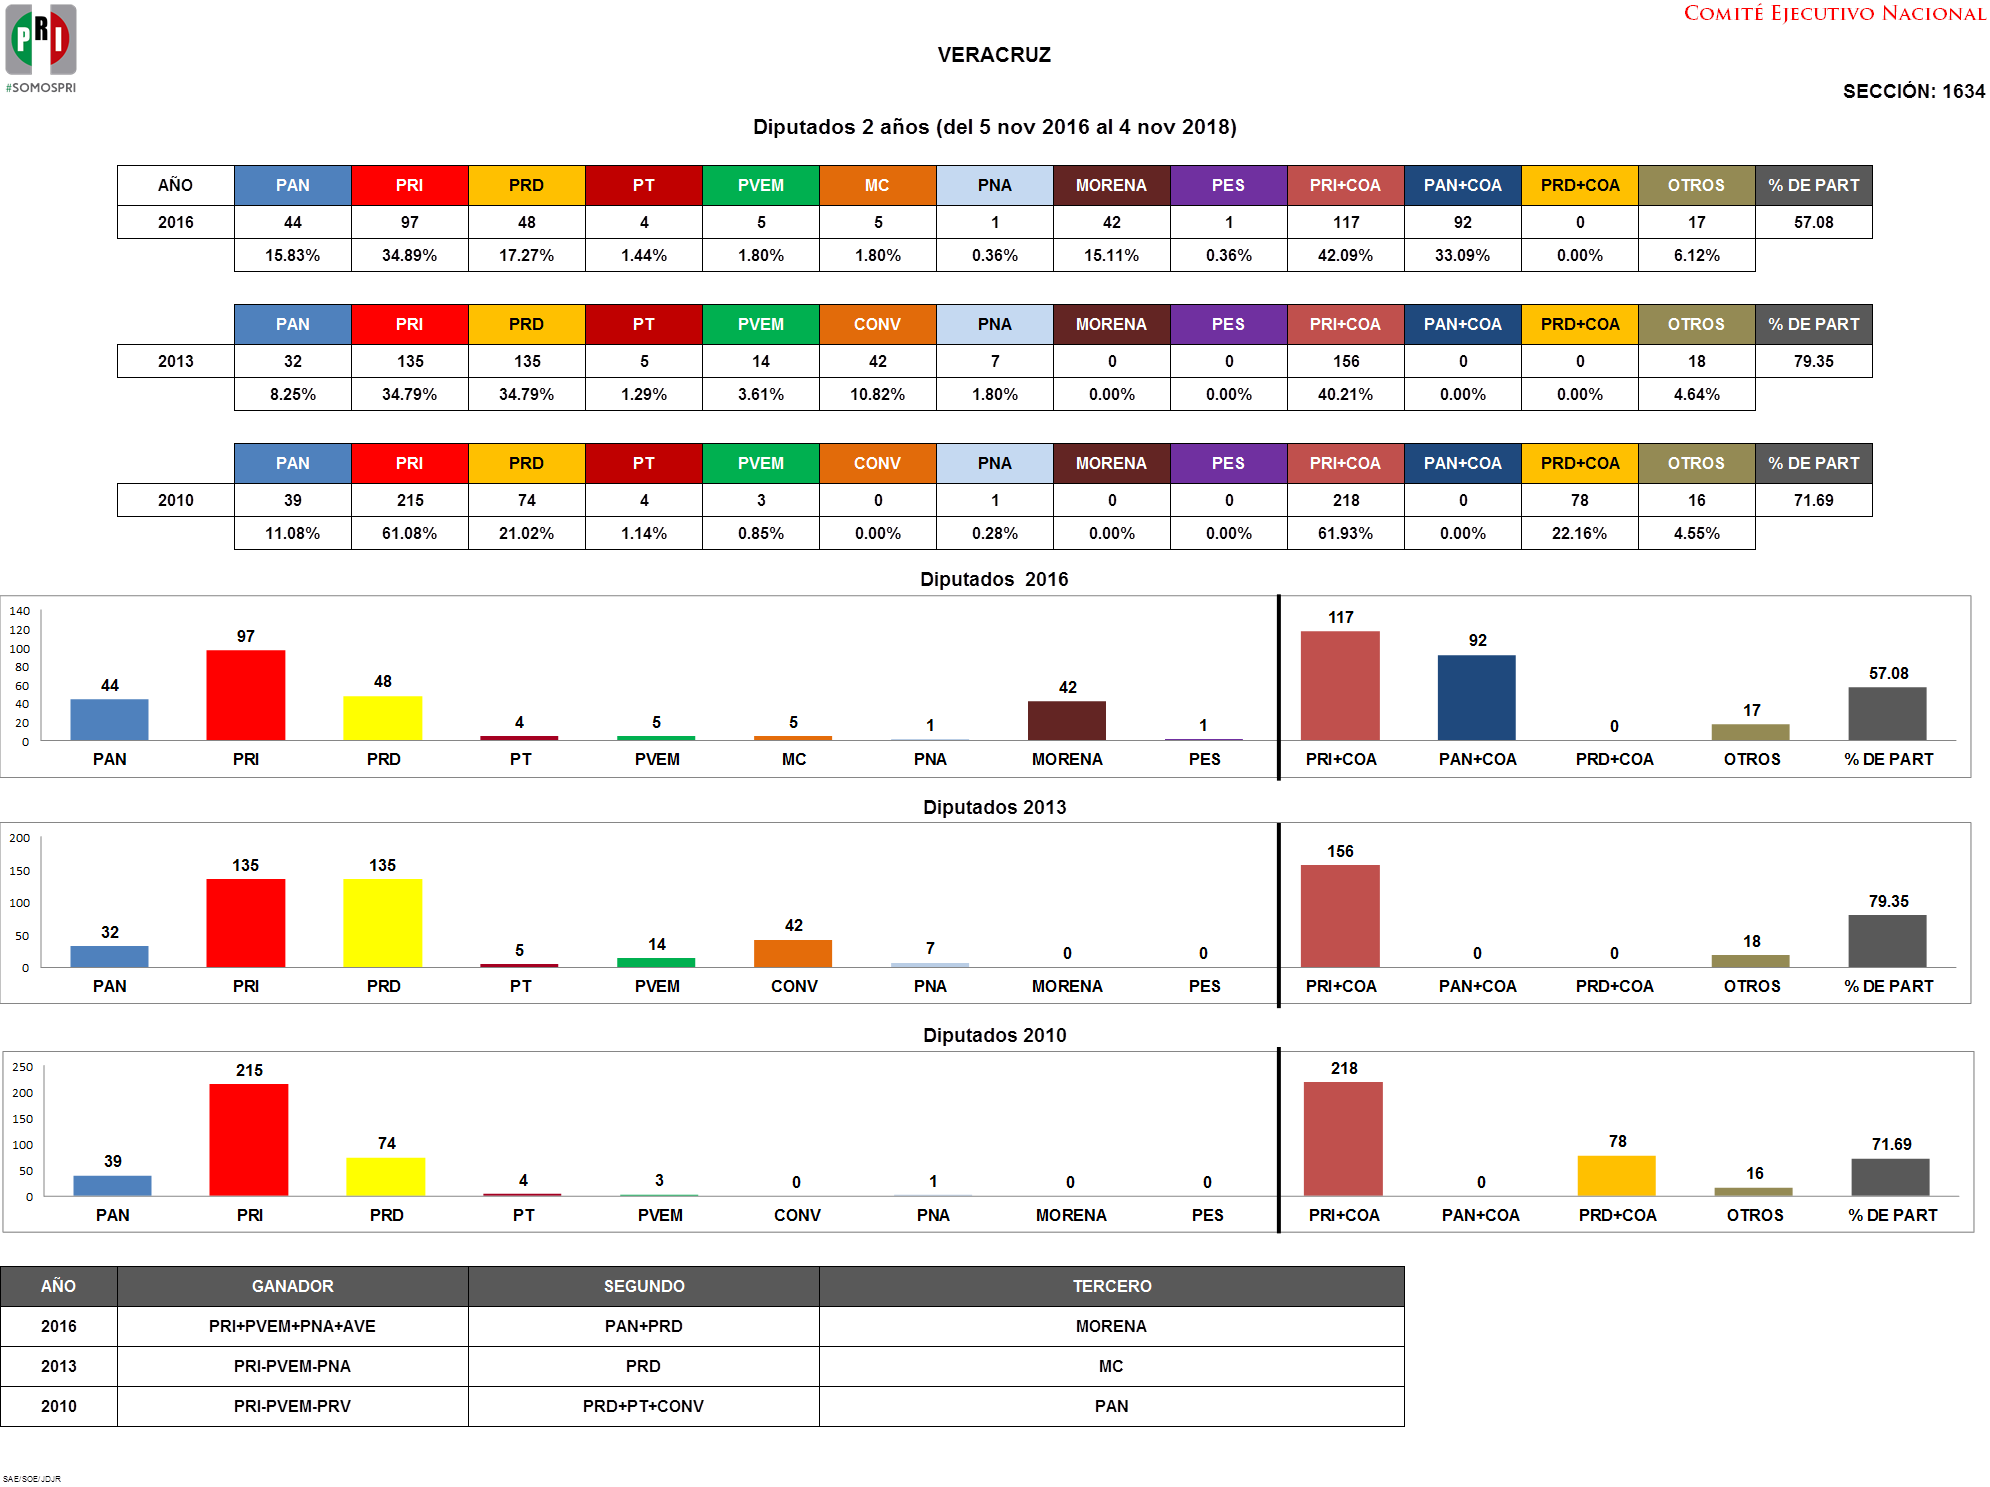 PRI
#SOMOSPRI
COMITÉ EJECUTIVO NACIONAL
VERACRUZ
SECCIÓN: 1634
Diputados 2 años (del 5 nov 2016 al 4 nov 2018)
AÑO PAN PRI PRD PT PVEM MC PNA MORENA PES PRI+COA PAN+COA PRD+COA OTROS % DE PART
2016 44 97 48 4 5 5 1 42 1 117 92 0 17 57.08
15.83% 34.89% 17.27% 1.44% 1.80% 1.80% 0.36% 15.11% 0.36% 42.09% 33.09% 0.00% 6.12%
PAN PRI PRD PT PVEM CONV PNA MORENA PES PRI+COA PAN+COA PRD+COA OTROS % DE PART
2013 32 135 135 5 14 42 7 0 0 156 0 0 18 79.35
8.25% 34.79% 34.79% 1.29% 3.61% 10.82% 1.80% 0.00% 0.00% 40.21% 0.00% 0.00% 4.64%
PAN PRI PRD PT PVEM CONV PNA MORENA PES PRI+COA PAN+COA PRD+COA OTROS % DE PART
2010 39 215 74 4 3 0 1 0 0 218 0 78 16 71.69
11.08% 61.08% 21.02% 1.14% 0.85% 0.00% 0.28% 0.00% 0.00% 61.93% 0.00% 22.16% 4.55%
Diputados 2016
140
120
100
80
60
40
20
0
44 97 48 4 5 5 1 42 1 117 92 0 17 57.08
PAN PRI PRD PT PVEM MC PNA MORENA PES PRI+COA PAN+COA PRD+COA OTROS % DE PART
Diputados 2013
200
150
100
50
0
32 135 135 5 14 42 7 0 0 156 0 0 18 79.35
PAN PRI PRD PT PVEM CONV PNA MORENA PES PRI+COA PAN+COA PRD+COA OTROS % DE PART
Diputados 2010
250
200
150
100
50
0
39 215 74 4 3 0 1 0 0 218 0 78 16 71.69
PAN PRI PRD PT PVEM CONV PNA MORENA PES PRI+COA PAN+COA PRD+COA OTROS % DE PART
AÑO GANADOR SEGUNDO TERCERO
2016 PRI+PVEM+PNA+AVE PAN+PRD MORENA
2013 PRI-PVEM-PNA PRD MC
2010 PRI-PVEM-PRV PRD+PT+CONV PAN
SAE/SOE/JDJR